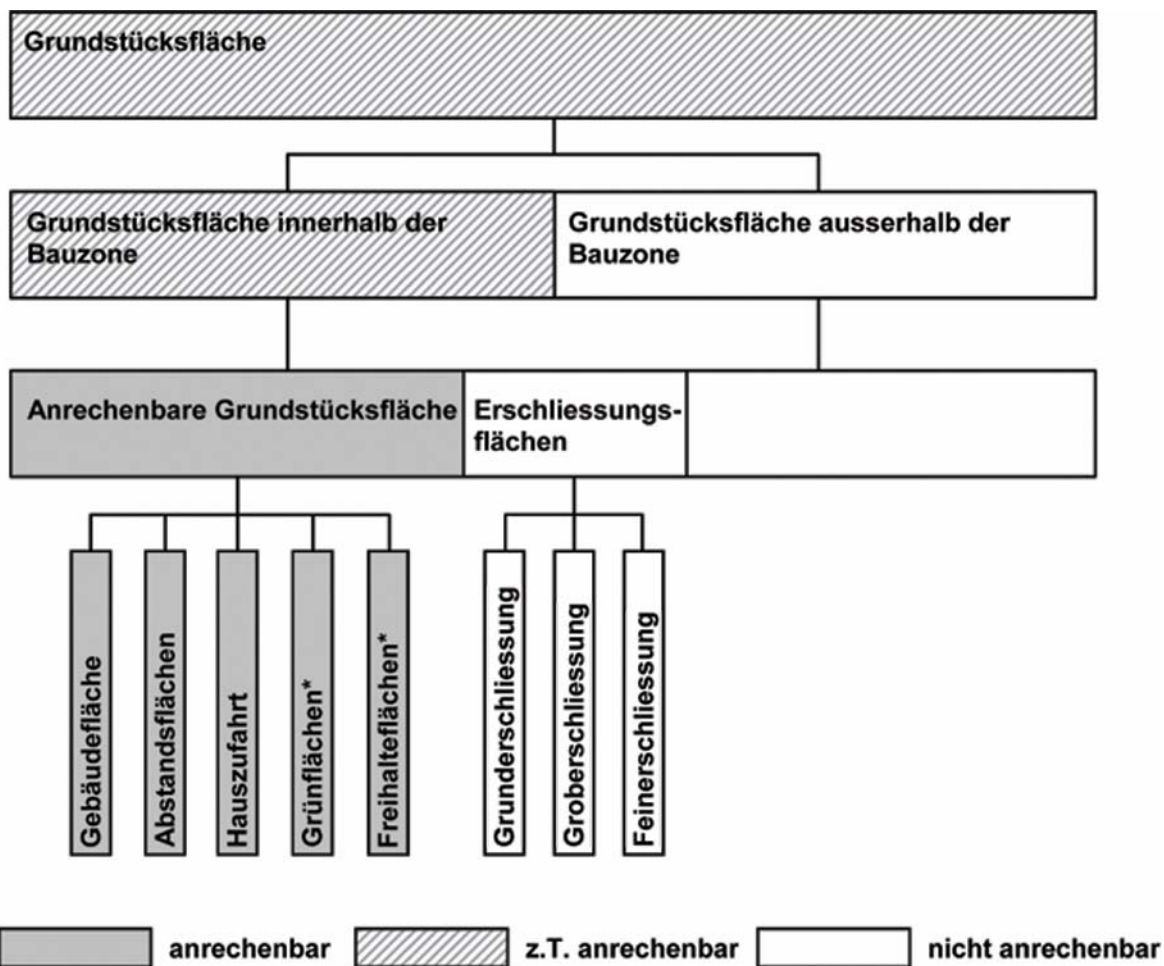 Grundstücksfläche
Grundstücksfläche innerhalb der
Bauzone
Grundstücksfläche ausserhalb der
Bauzone
Anrechenbare Grundstücksfläche
Erschliessungs-
flächen
Gebäudefläche
Abstandsflächen
Hauszufahrt
Grünflächen*
Freihalteflächen*
Grunderschliessung
Groberschliessung
Feinerschliessung
anrechenbar
z.T. anrechenbar
nicht anrechenbar